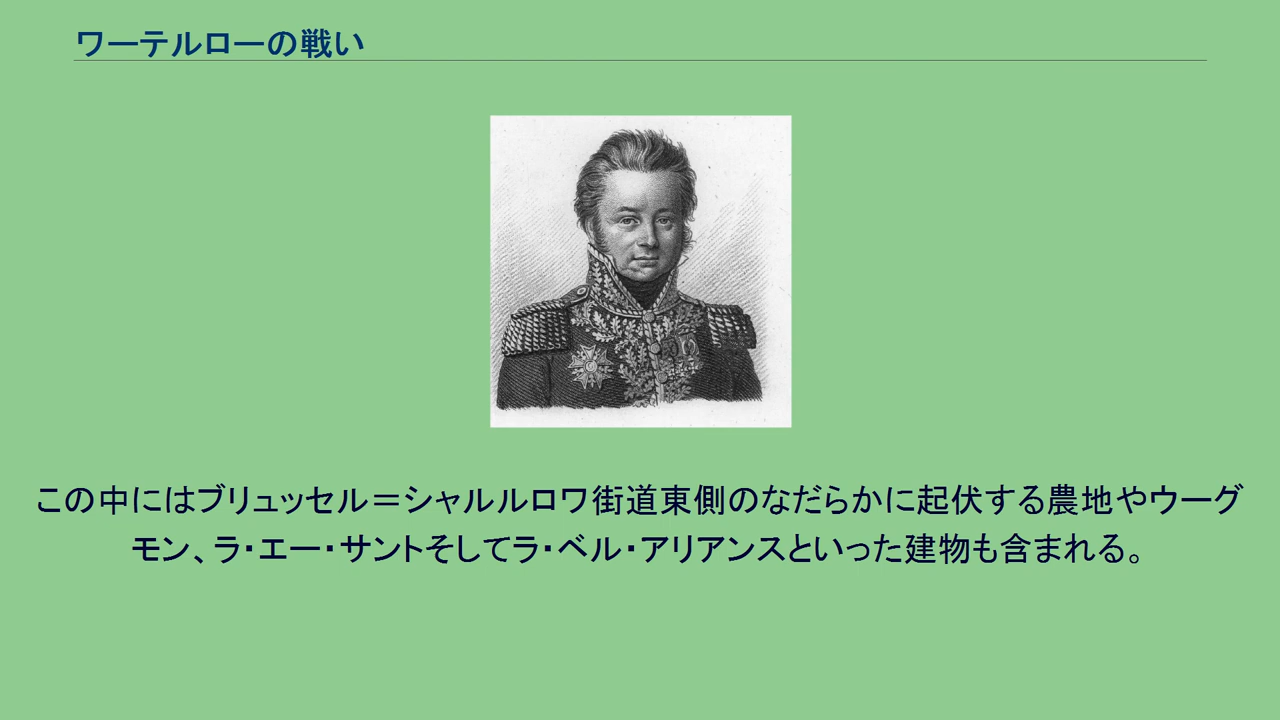 ワーテルローの戦い
この中にはブリュッセル＝シャルルロワ街道東側のなだらかに起伏する農地やウーグ
モン、ラ・エー・サントそしてラ・ベル・アリアンスといった建物も含まれる。